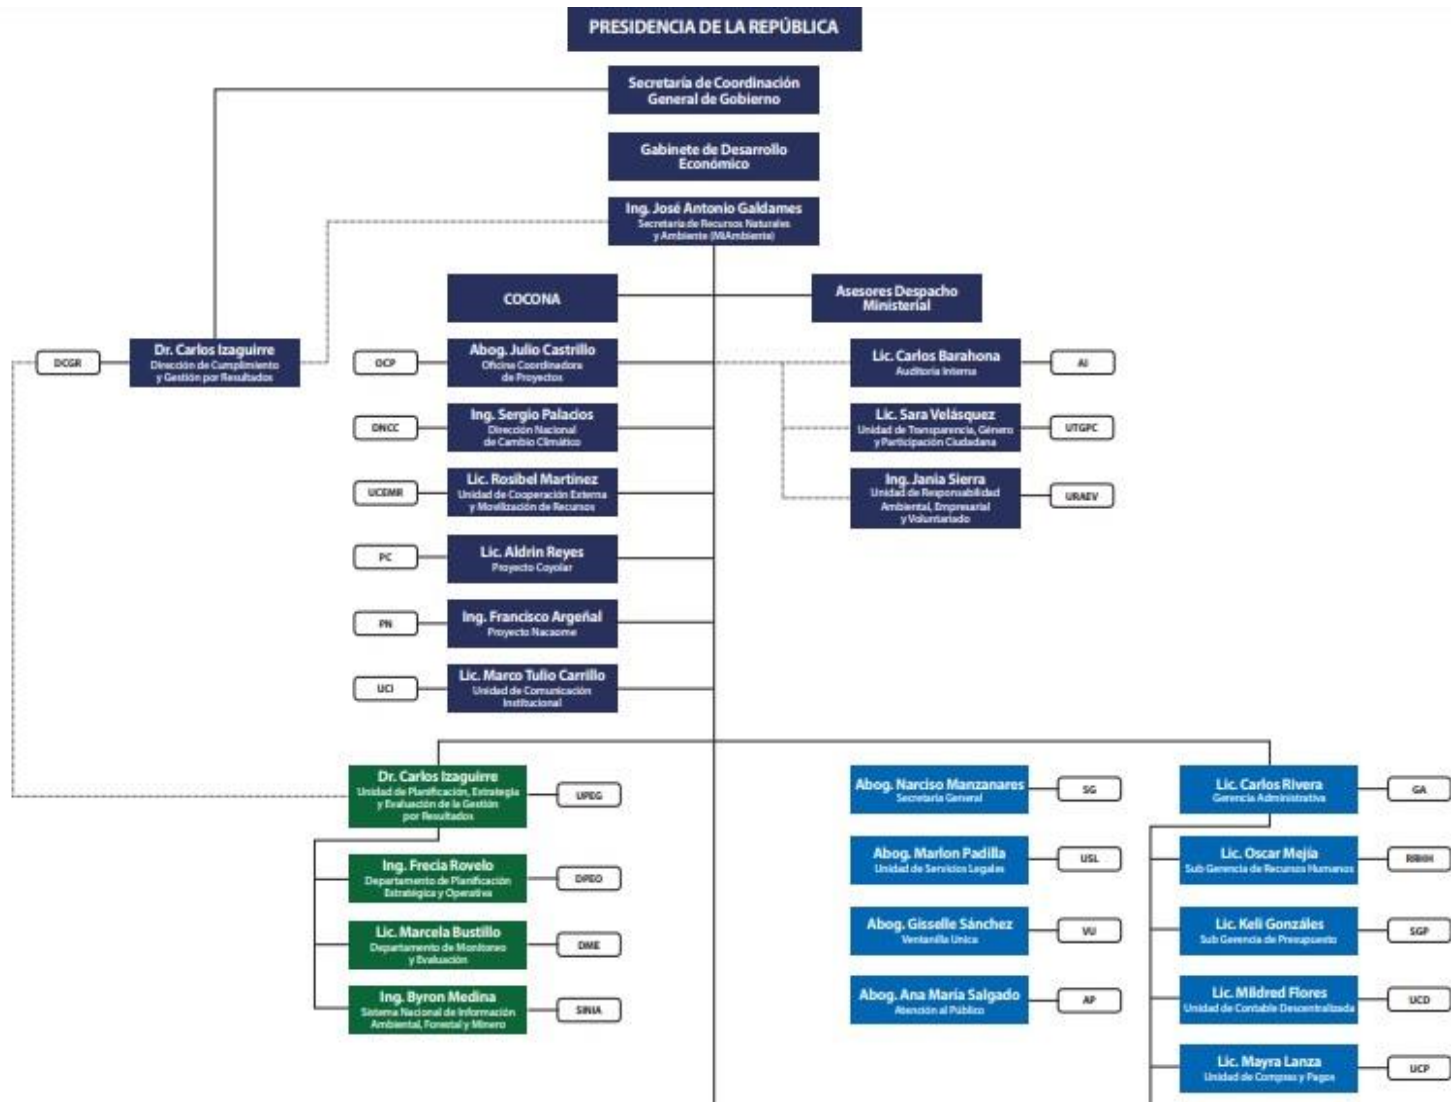 PRESIDENCIA DE LA REPÚBLICA
Secretaría de Coordinación
General de Gobierno
Gabinete de Desarrollo
Económico
Ing. José Antonio Galdames
Secretaría de Recursos Naturales
y Ambiente (MiAmbiente)
COCONA
Asesores Despacho
Ministerial
DCGR
Dr. Carlos Izaguirre
Dirección de Cumplimiento
y Gestión por Resultados
OCP
Abog. Julio Castrillo
Oficina Coordinadora
de Proyectos
Lic. Carlos Barahona
Auditoría Interna
AI
DNCC
Ing. Sergio Palacios
Dirección Nacional
de Cambio Climático
Lic. Sara Velásquez
Unidad de Transparencia, Género
y Participación Ciudadana
UTGPC
UCEMR
Lic. Rosibel Martínez
Unidad de Cooperación Externa
y Movilización de Recursos
Ing. Jania Sierra
Unidad de Responsabilidad
Ambiental, Empresarial
y Voluntariado
URAEV
PC
Lic. Aldrin Reyes
Proyecto Coyolar
PN
Ing. Francisco Argeñal
Proyecto Nacaome
UCI
Lic. Marco Tulio Carrillo
Unidad de Comunicación
Institucional
Dr. Carlos Izaguirre
Unidad de Planificación, Estrategia
y Evaluación de la Gestión
por Resultados
UPEG
Ing. Frecia Rovelo
Departamento de Planificación
Estratégica y Operativa
DPEO
Lic. Marcela Bustillo
Departamento de Monitoreo
y Evaluación
DME
Ing. Byron Medina
Sistema Nacional de Información
Ambiental, Forestal y Minero
SINIA
Abog. Narciso Manzanares
Secretaría General
SG
Abog. Marlon Padilla
Unidad de Servicios Legales
USL
Abog. Gisselle Sánchez
Ventanilla Unica
VU
Abog. Ana María Salgado
Atención al Público
AP
Lic. Carlos Rivera
Gerencia Administrativa
GA
Lic. Oscar Mejía
Sub Gerencia de Recursos Humanos
RRHH
Lic. Keli Gonzáles
Sub Gerencia de Presupuesto
SGP
Lic. Mildred Flores
Unidad de Contable Descentralizada
UCD
Lic. Mayra Lanza
Unidad de Compras y Pagos
UCP